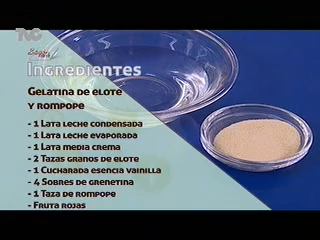 TVC
Ingredientes
Gelatina de elote
y rompope
- 1 Lata leche condensada
- 1 Lata leche evaporada
- 1 Lata media crema
- 2 Tazas granos de elote
- 1 Cucharada esencia vainilla
- 4 Sobres de grenetina
- 1 Taza de rompope
- Fruta rojas